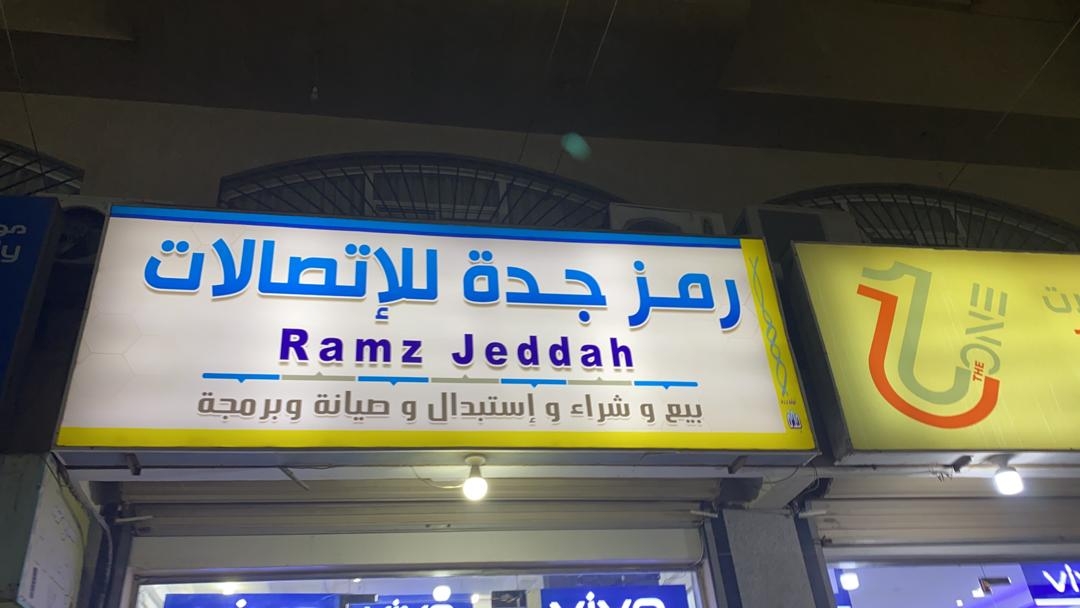 رمز جدة للإتصالات
Ramz Jeddah
بيع و شراء و إستبدال و صيانة وبرمجة
THE ONE
vivo
vivo